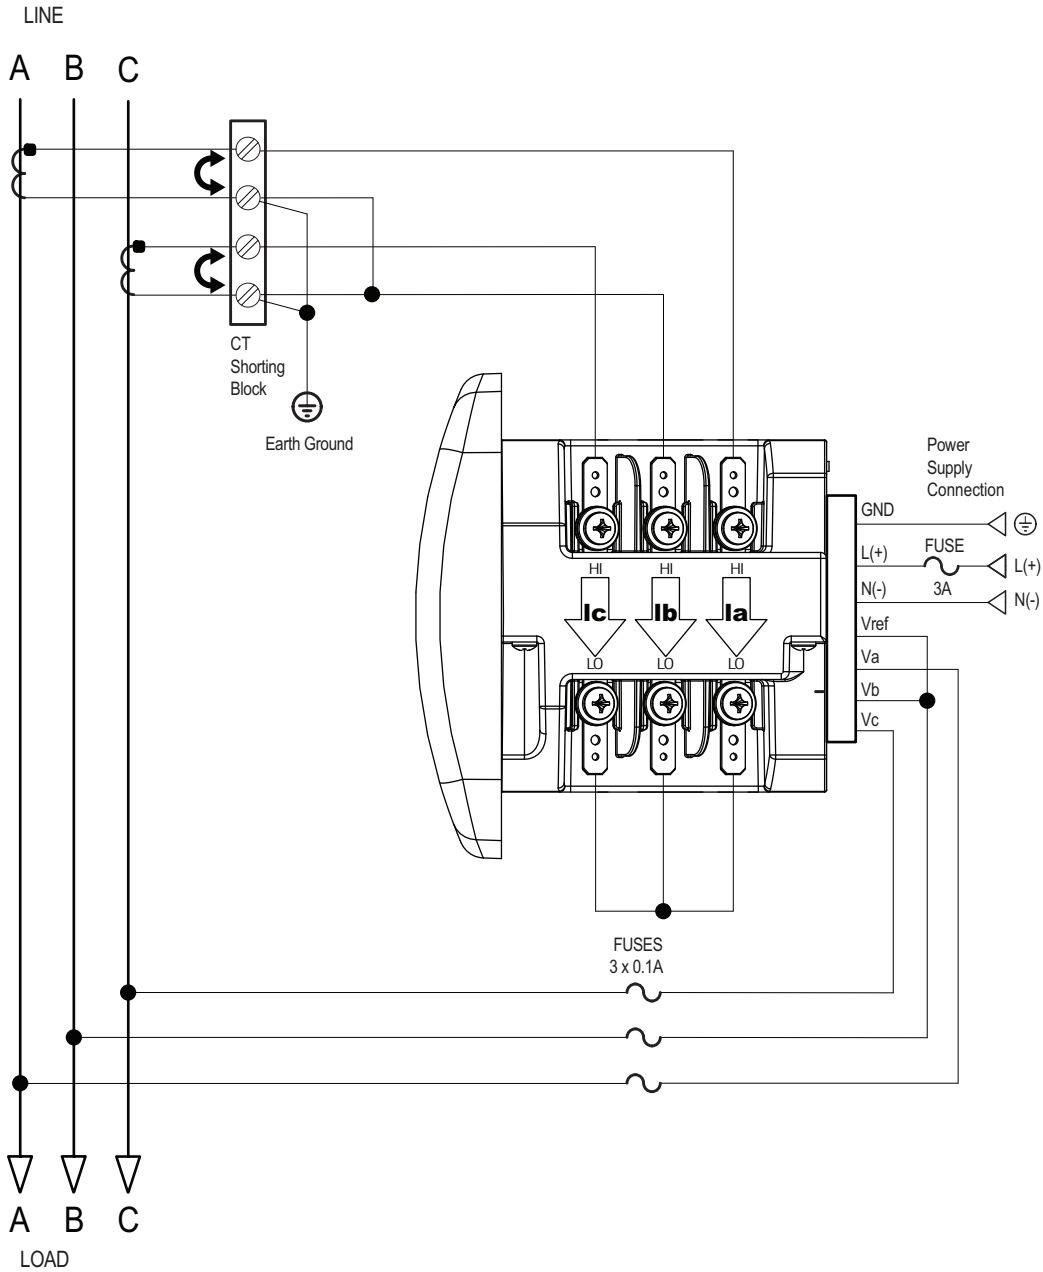 LINE
A B C
CT
Shorting
Block
Earth Ground
Power
Supply
Connection
GND
L(+)
FUSE
L(+)
3A
N(-)
N(-)
Vref
Va
Vb
Vc
HI HI HI
Ic Ib Ia
LO LO LO
FUSES
3 x 0.1A
A B C
LOAD